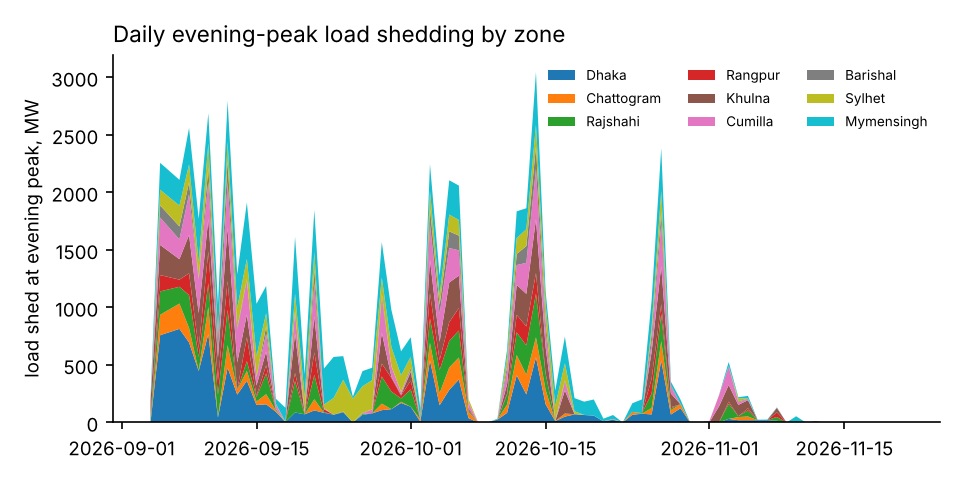 Daily evening-peak load shedding by zone
load shed at evening peak, MW
3000
2500
2000
1500
1000
500
0
Dhaka
Chattogram
Rajshahi
Rangpur
Khulna
Cumilla
Barishal
Sylhet
Mymensingh
2026-09-01 2026-09-15 2026-10-01 2026-10-15 2026-11-01 2026-11-15